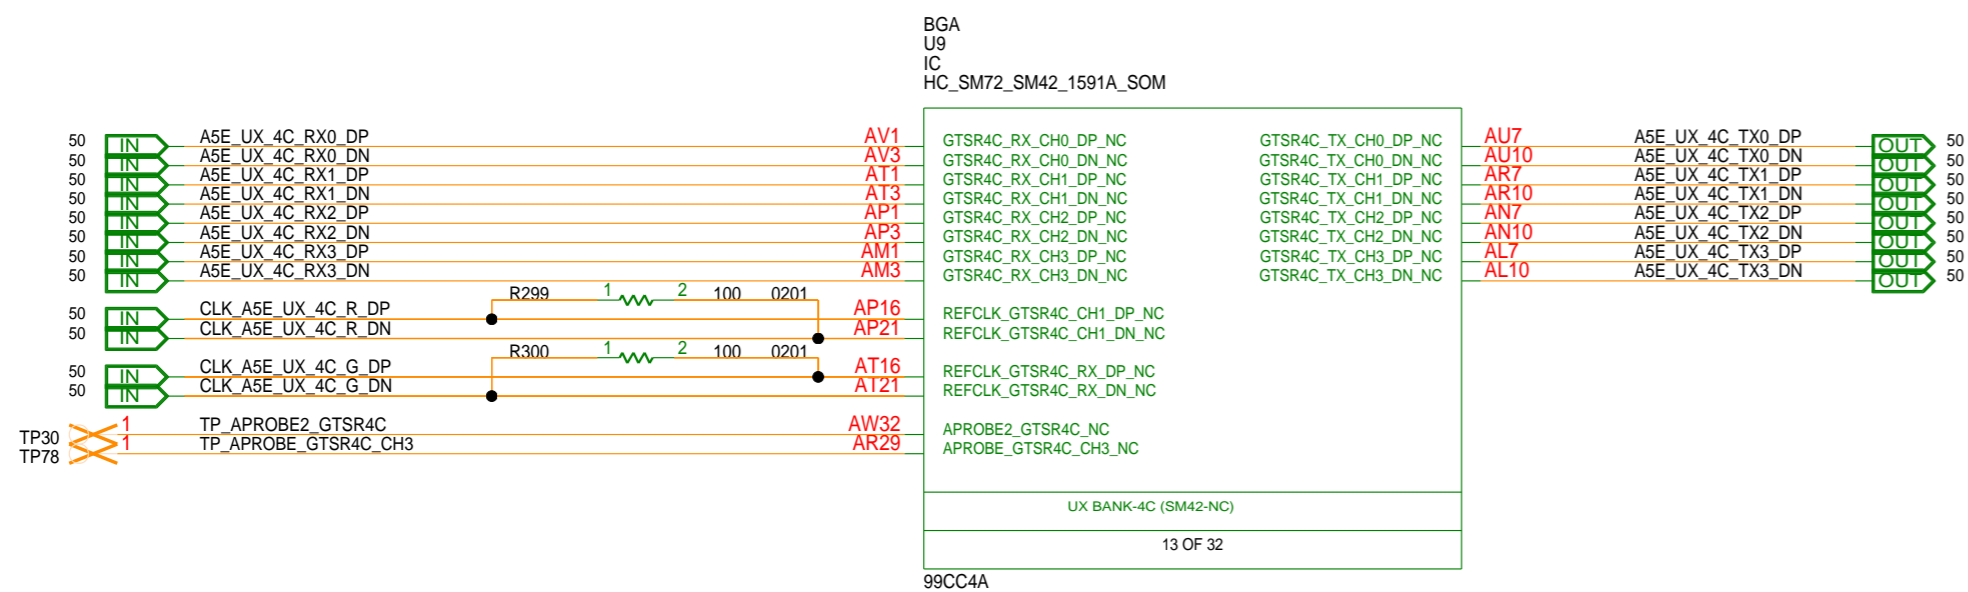 BGA
U9
IC
HC_SM72_SM42_1591A_SOM
50 IN A5E_UX_4C_RX0_DP AV1 GTSR4C_RX_CH0_DP_NC GTSR4C_TX_CH0_DP_NC AU7 A5E_UX_4C_TX0_DP OUT 50
50 IN A5E_UX_4C_RX0_DN AV3 GTSR4C_RX_CH0_DN_NC GTSR4C_TX_CH0_DN_NC AU10 A5E_UX_4C_TX0_DN OUT 50
50 IN A5E_UX_4C_RX1_DP AT1 GTSR4C_RX_CH1_DP_NC GTSR4C_TX_CH1_DP_NC AR7 A5E_UX_4C_TX1_DP OUT 50
50 IN A5E_UX_4C_RX1_DN AT3 GTSR4C_RX_CH1_DN_NC GTSR4C_TX_CH1_DN_NC AR10 A5E_UX_4C_TX1_DN OUT 50
50 IN A5E_UX_4C_RX2_DP AP1 GTSR4C_RX_CH2_DP_NC GTSR4C_TX_CH2_DP_NC AN7 A5E_UX_4C_TX2_DP OUT 50
50 IN A5E_UX_4C_RX2_DN AP3 GTSR4C_RX_CH2_DN_NC GTSR4C_TX_CH2_DN_NC AN10 A5E_UX_4C_TX2_DN OUT 50
50 IN A5E_UX_4C_RX3_DP AM1 GTSR4C_RX_CH3_DP_NC GTSR4C_TX_CH3_DP_NC AL7 A5E_UX_4C_TX3_DP OUT 50
50 IN A5E_UX_4C_RX3_DN AM3 GTSR4C_RX_CH3_DN_NC GTSR4C_TX_CH3_DN_NC AL10 A5E_UX_4C_TX3_DN OUT 50
R299 1 2 100 0201
50 IN CLK_A5E_UX_4C_R_DP AP16 REFCLK_GTSR4C_CH1_DP_NC
50 IN CLK_A5E_UX_4C_R_DN AP21 REFCLK_GTSR4C_CH1_DN_NC
R300 1 2 100 0201
50 IN CLK_A5E_UX_4C_G_DP AT16 REFCLK_GTSR4C_RX_DP_NC
50 IN CLK_A5E_UX_4C_G_DN AT21 REFCLK_GTSR4C_RX_DN_NC
TP30 1 TP_APROBE2_GTSR4C AW32 APROBE2_GTSR4C_NC
TP78 1 TP_APROBE_GTSR4C_CH3 AR29 APROBE_GTSR4C_CH3_NC
UX BANK-4C (SM42-NC)
13 OF 32
99CC4A